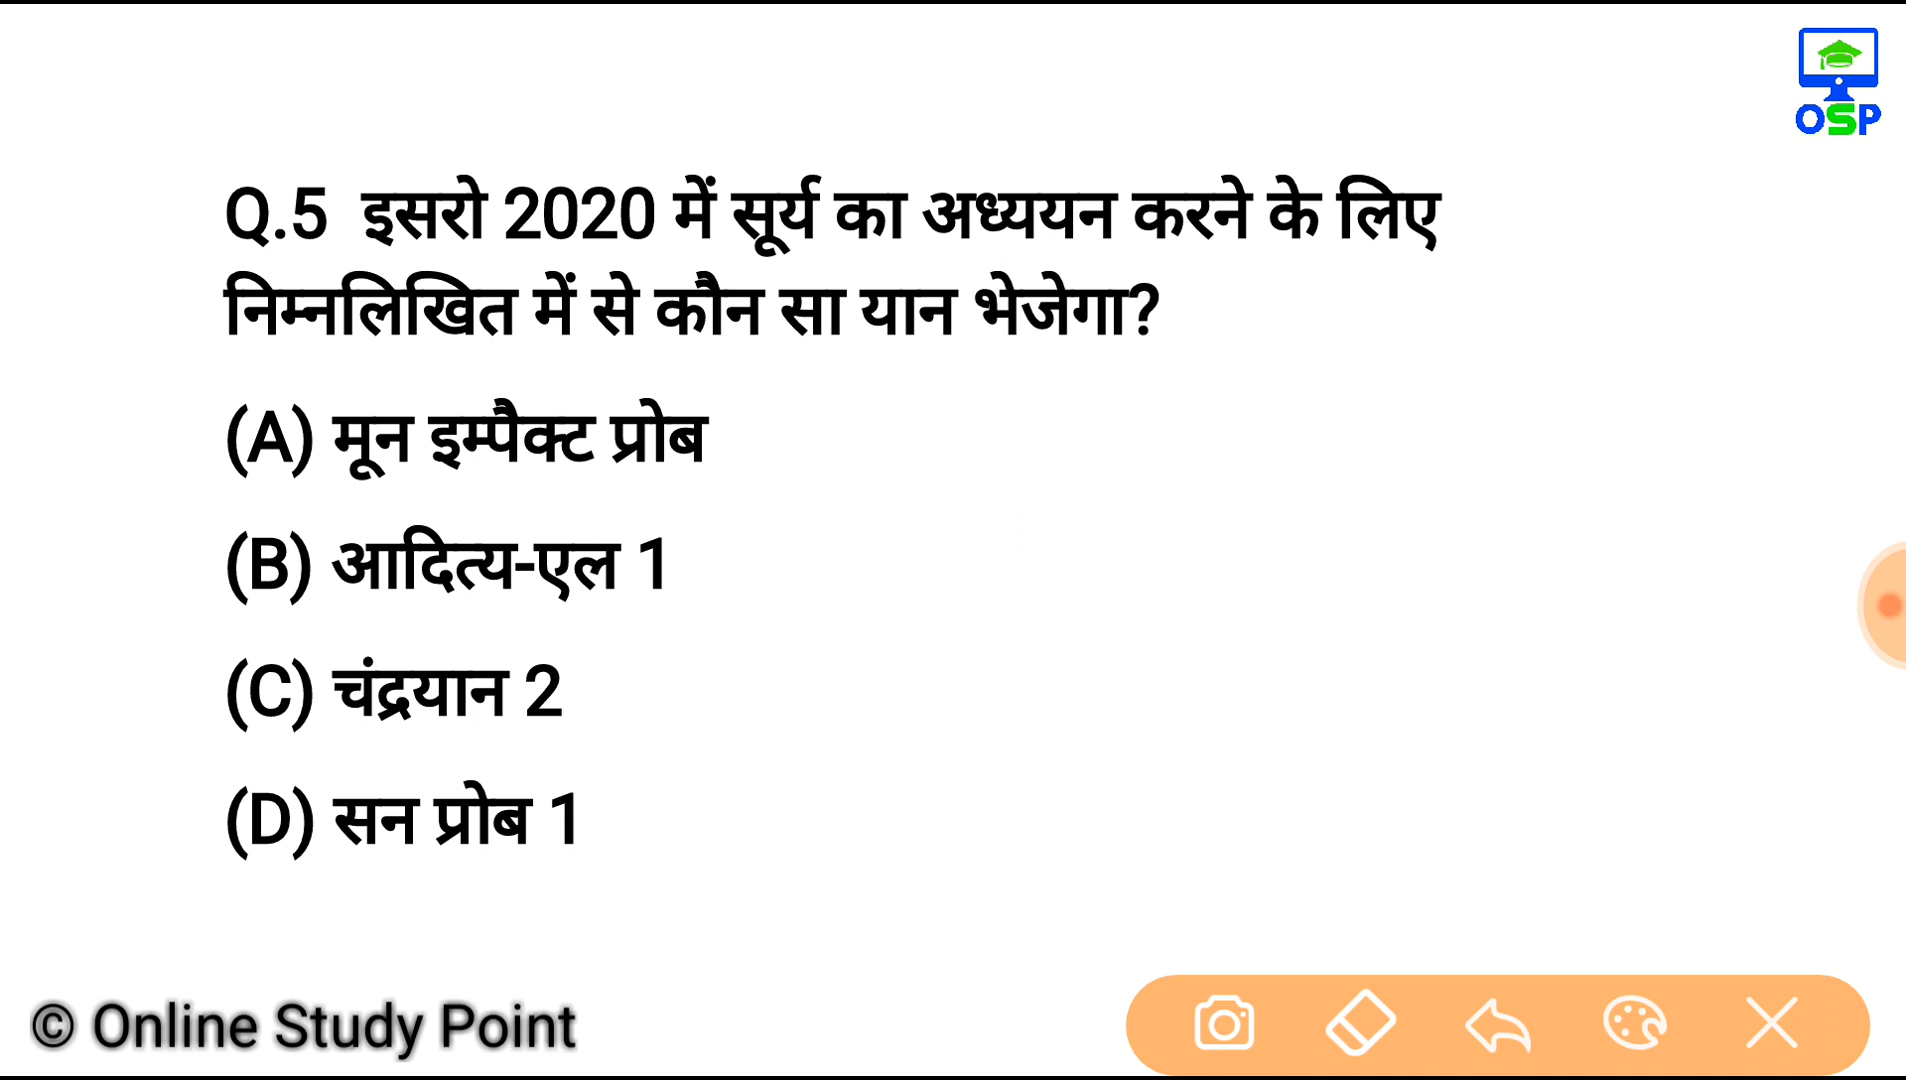 OSP
Q.5 इसरो 2020 में सूर्य का अध्ययन करने के लिए
निम्नलिखित में से कौन सा यान भेजेगा?
(A) मून इम्पैक्ट प्रोब
(B) आदित्य-एल 1
(C) चंद्रयान 2
(D) सन प्रोब 1
© Online Study Point